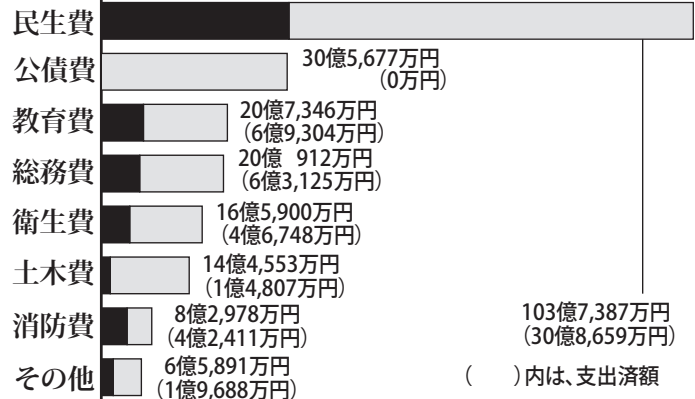 民生費
公債費
30億5,677万円
(0万円)
教育費
20億7,346万円
(6億9,304万円)
総務費
20億 912万円
(6億3,125万円)
衛生費
16億5,900万円
(4億6,748万円)
土木費
14億4,553万円
(1億4,807万円)
消防費
8億2,978万円
(4億2,411万円)
103億7,387万円
(30億8,659万円)
その他
6億5,891万円
(1億9,688万円)
(　　)内は、支出済額